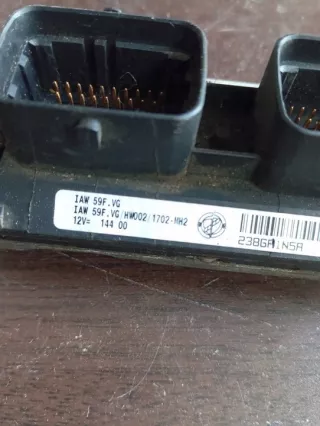 IAW 59F.VG
IAW 59F.VG/HW002/1702-MH2
12V= 144 00
238GA1N5A